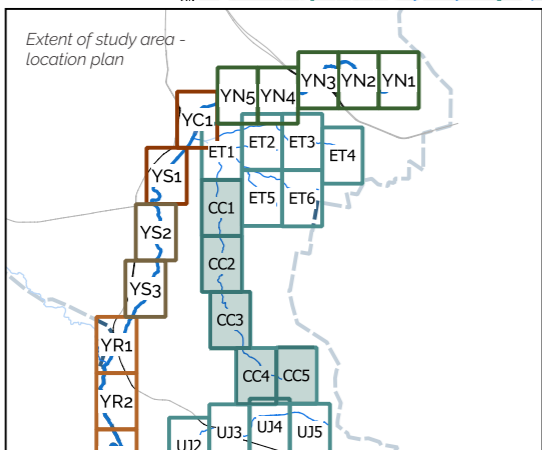 Extent of study area -
location plan
YN3
YN2
YN1
YN5
YN4
YC1
ET1
ET2
ET3
ET4
YS1
ET5
ET6
CC1
YS2
CC2
YS3
CC3
YR1
CC4
CC5
YR2
UJ2
UJ3
UJ4
UJ5